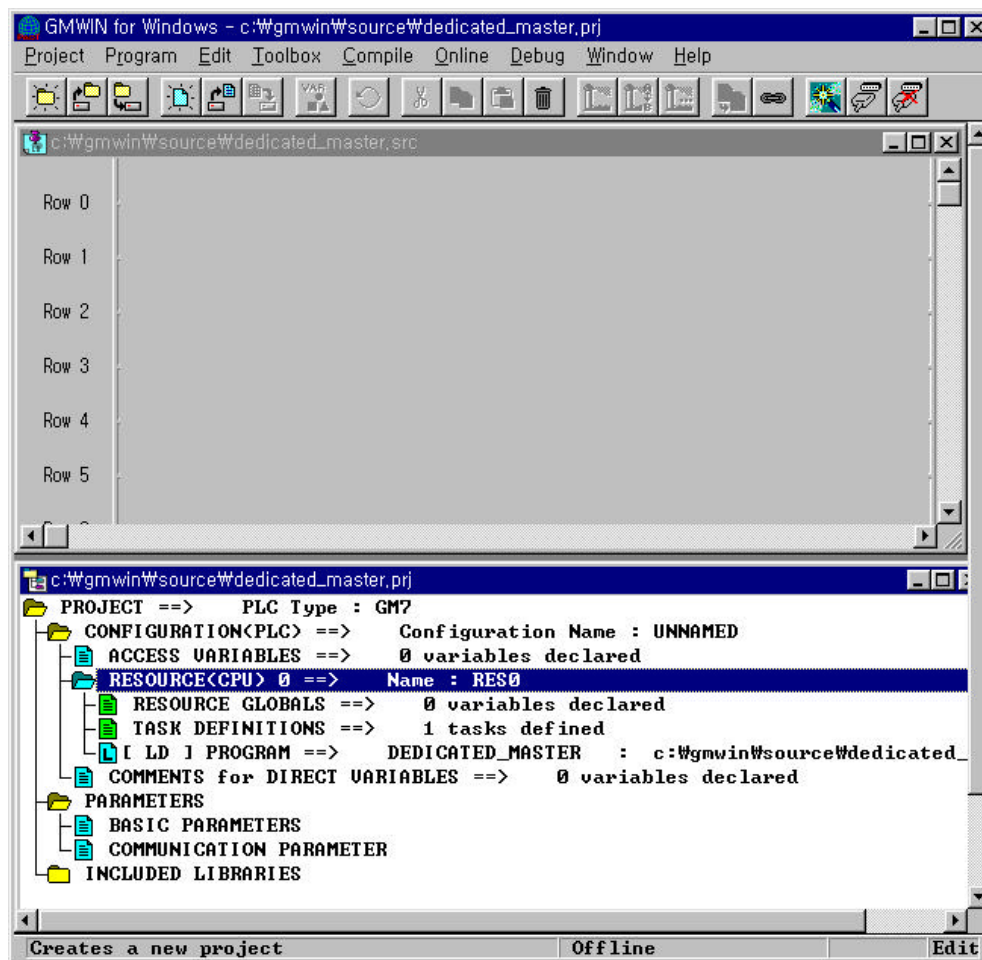 GMWIN for Windows - c:₩gmwin₩source₩dedicated_master.prj
Project Program Edit Toolbox Compile Online Debug Window Help
VAR
c:₩gmwin₩source₩dedicated_master.src
Row 0
Row 1
Row 2
Row 3
Row 4
Row 5
c:₩gmwin₩source₩dedicated_master.prj
PROJECT ==> PLC Type : GM7
CONFIGURATION(PLC) ==> Configuration Name : UNNAMED
ACCESS VARIABLES ==> 0 variables declared
RESOURCE(CPU) 0 ==> Name : RES0
RESOURCE GLOBALS ==> 0 variables declared
TASK DEFINITIONS ==> 1 tasks defined
L [ LD ] PROGRAM ==> DEDICATED_MASTER : c:₩gmwin₩source₩dedicated_
COMMENTS for DIRECT VARIABLES ==> 0 variables declared
PARAMETERS
BASIC PARAMETERS
COMMUNICATION PARAMETER
INCLUDED LIBRARIES
Creates a new project Offline Edit